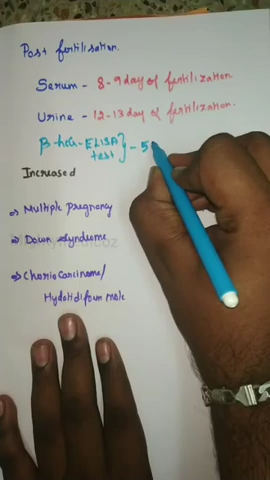 Post fertilisation.
Serum - 8-9 day of fertilization.
Urine - 12-13 day of fertilization.
β-hCG - ELISA test } - 5
Increased
⇒ Multiple pregnancy
⇒ Down syndrome
⇒ Choriocarcinoma/
Hydatidiform mole